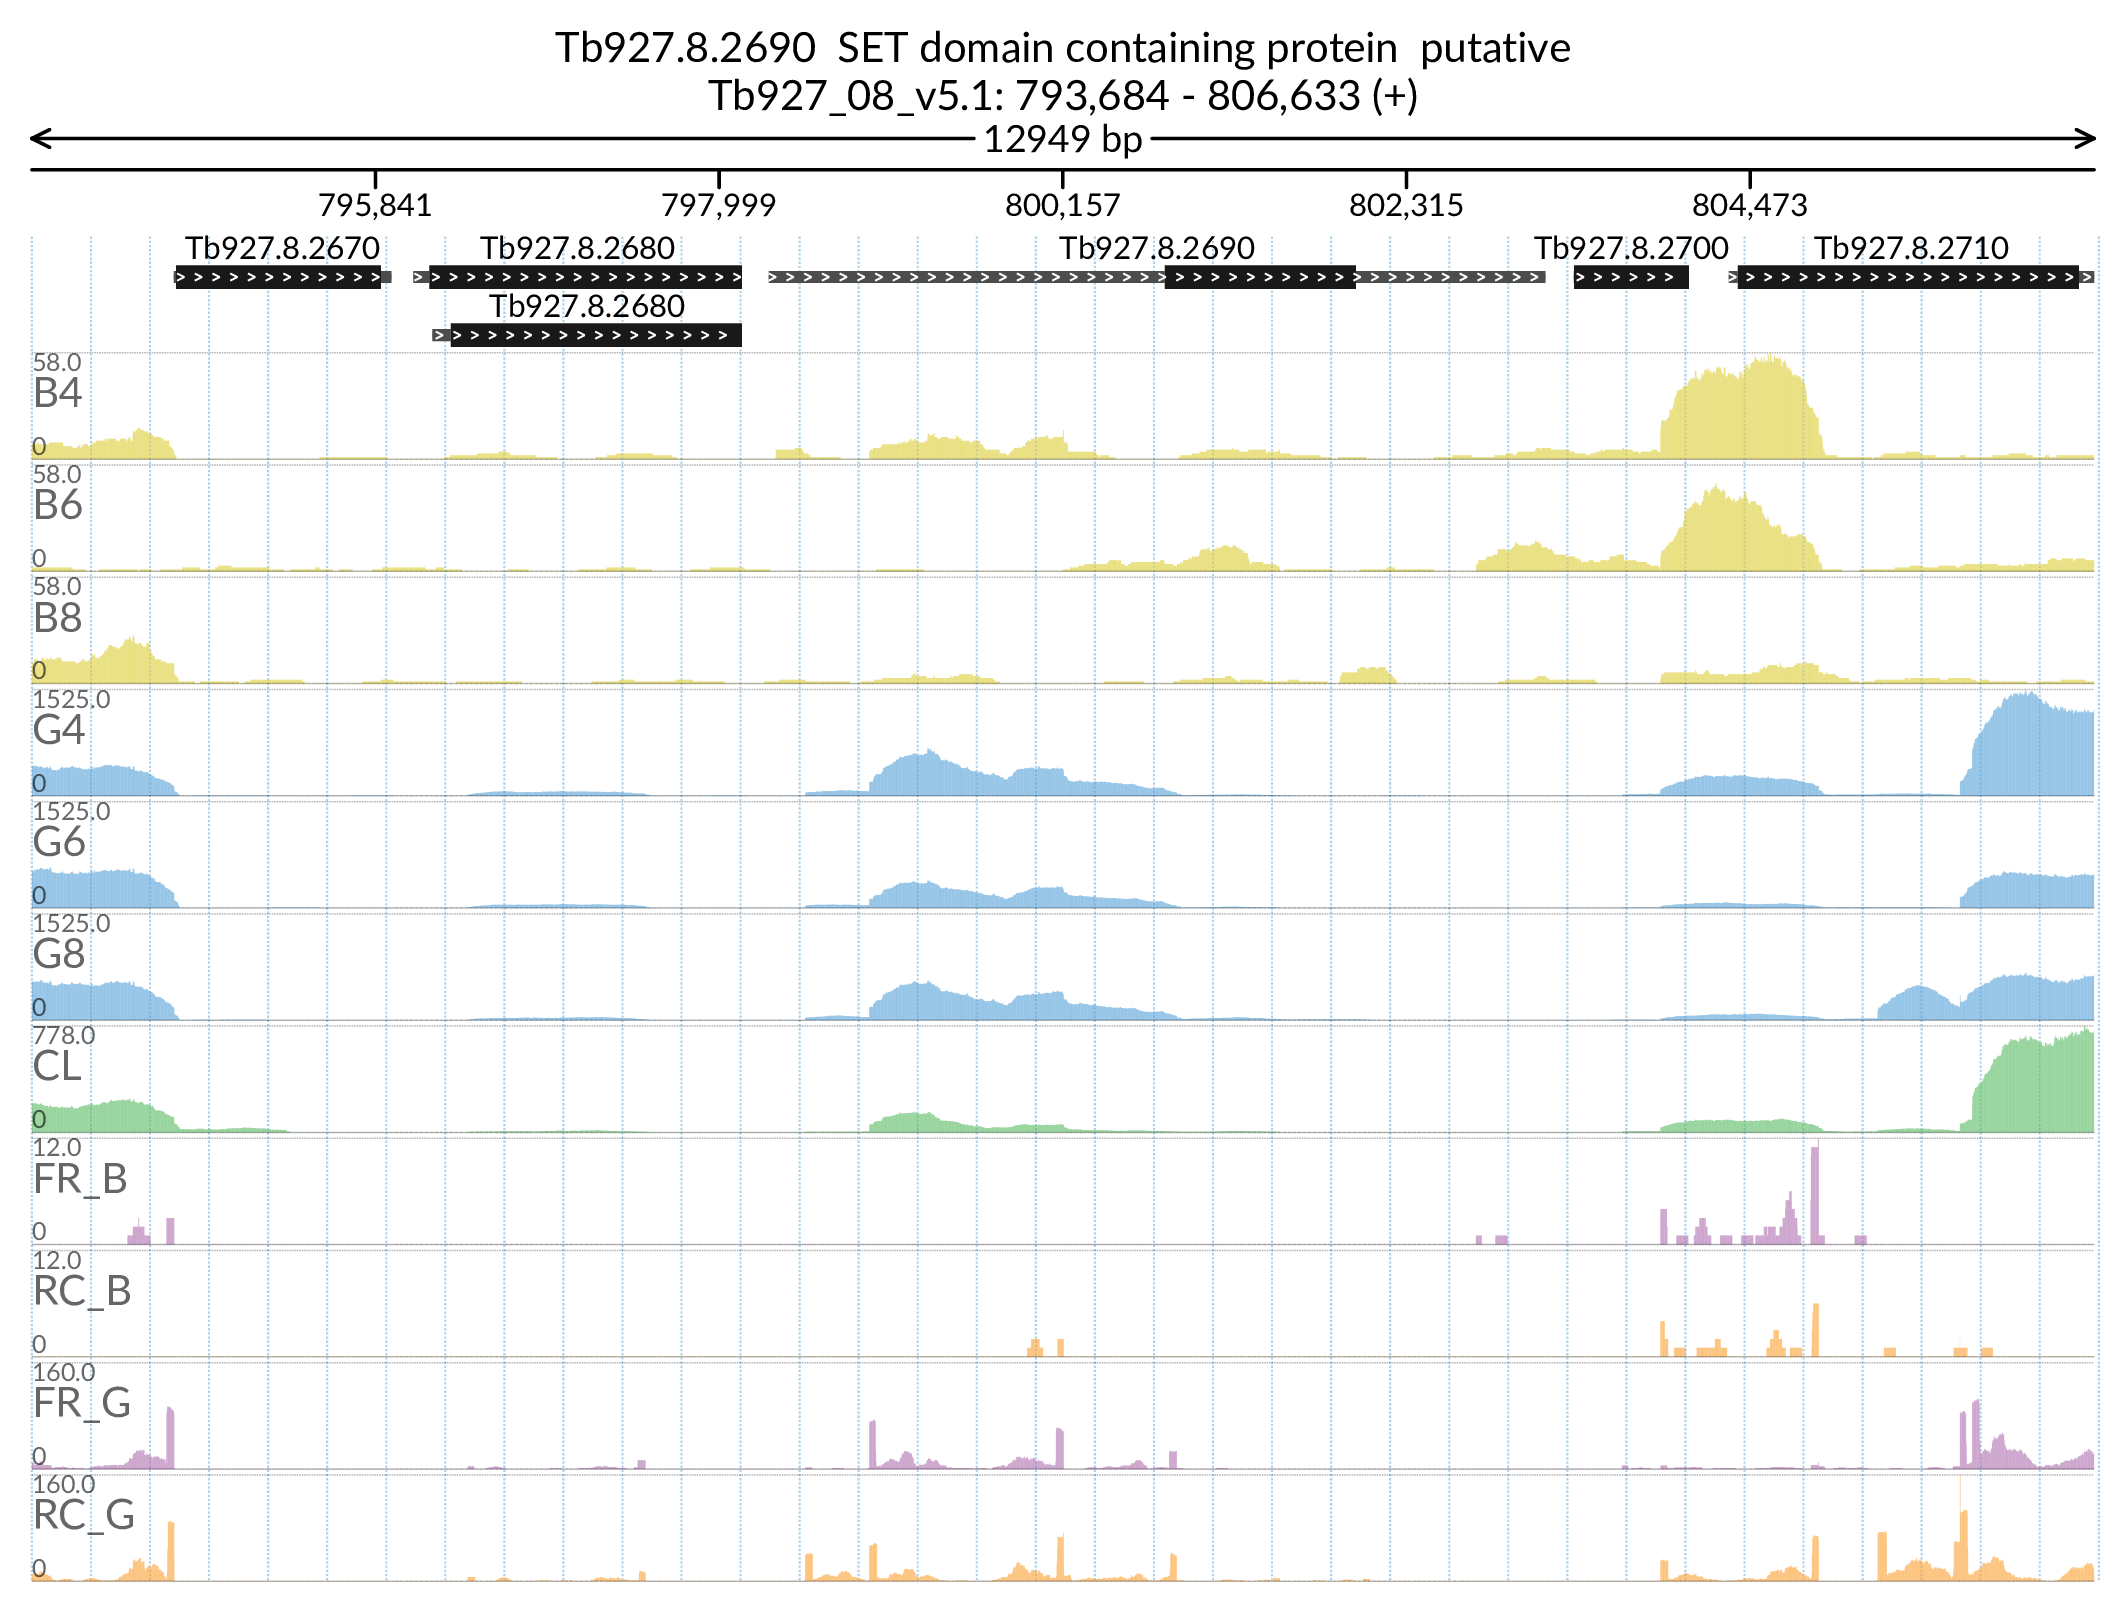 Tb927.8.2690  SET domain containing protein  putative
Tb927_08_v5.1: 793,684 - 806,633 (+)
12949 bp
795,841 797,999 800,157 802,315 804,473
Tb927.8.2670 Tb927.8.2680 Tb927.8.2690 Tb927.8.2700 Tb927.8.2710
Tb927.8.2680
58.0
B4
0
58.0
B6
0
58.0
B8
0
1525.0
G4
0
1525.0
G6
0
1525.0
G8
0
778.0
CL
0
12.0
FR_B
0
12.0
RC_B
0
160.0
FR_G
0
160.0
RC_G
0